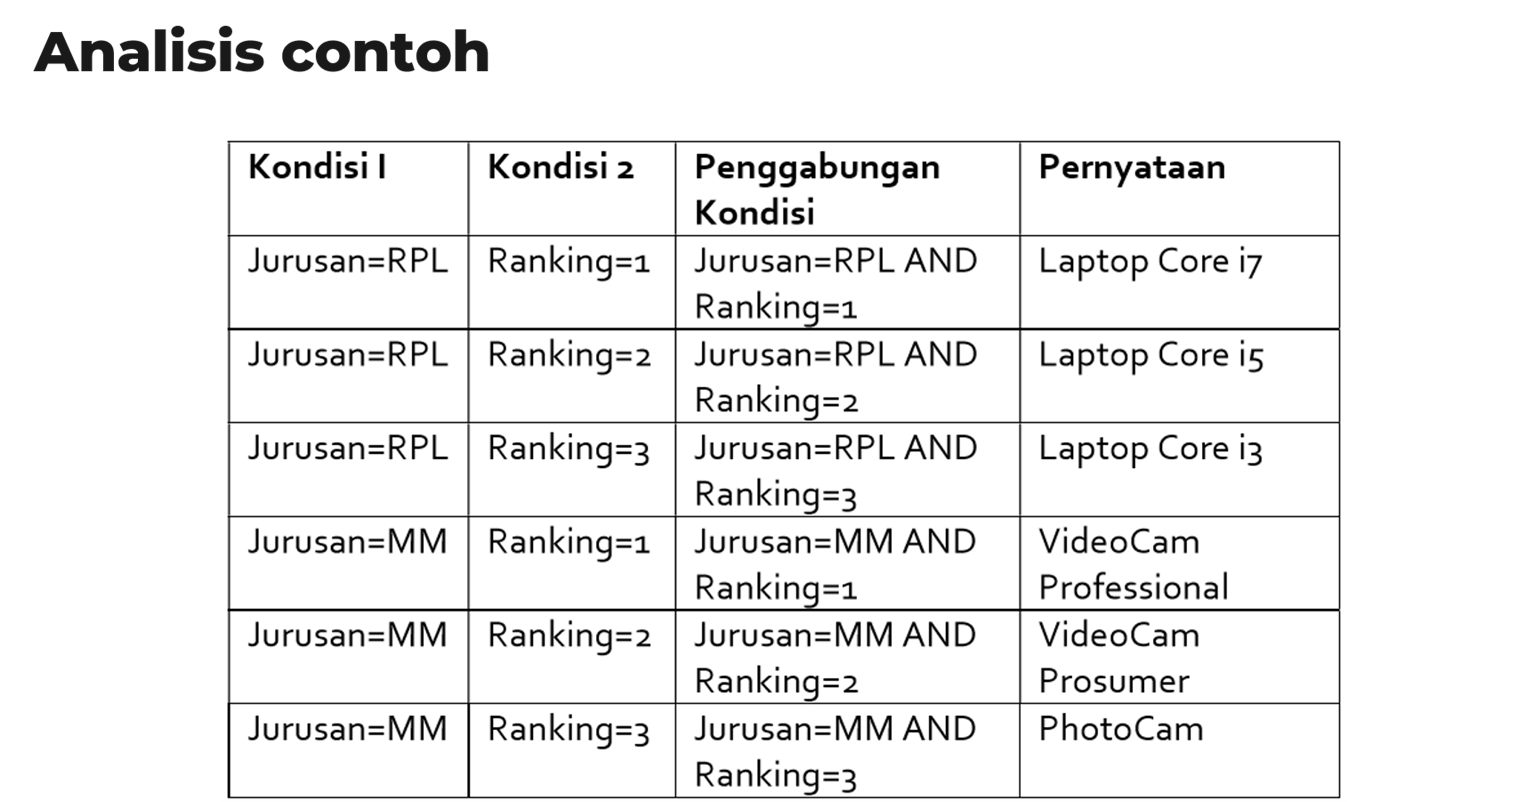 Analisis contoh
Kondisi I Kondisi 2 Penggabungan Kondisi Pernyataan
Jurusan=RPL Ranking=1 Jurusan=RPL AND Ranking=1 Laptop Core i7
Jurusan=RPL Ranking=2 Jurusan=RPL AND Ranking=2 Laptop Core i5
Jurusan=RPL Ranking=3 Jurusan=RPL AND Ranking=3 Laptop Core i3
Jurusan=MM Ranking=1 Jurusan=MM AND Ranking=1 VideoCam Professional
Jurusan=MM Ranking=2 Jurusan=MM AND Ranking=2 VideoCam Prosumer
Jurusan=MM Ranking=3 Jurusan=MM AND Ranking=3 PhotoCam